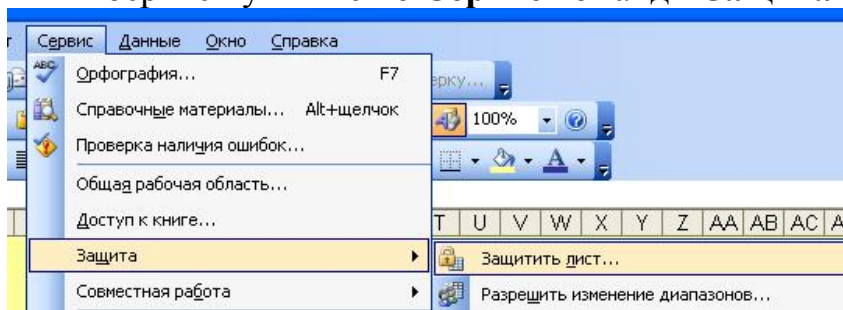 Сервис Данные Окно Справка
Орфография... F7
Справочные материалы... Alt+щелчок
100%
Проверка наличия ошибок...
Общая рабочая область...
Доступ к книге...
T U V W X Y Z AA AB AC
Защита
Защитить лист...
Совместная работа
Разрешить изменение диапазонов...